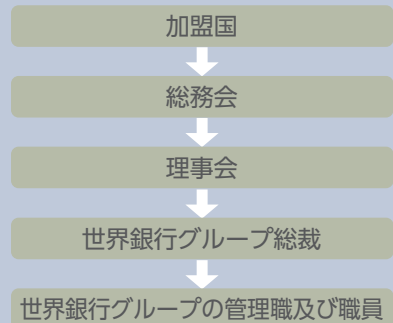 加盟国
総務会
理事会
世界銀行グループ総裁
世界銀行グループの管理職及び職員